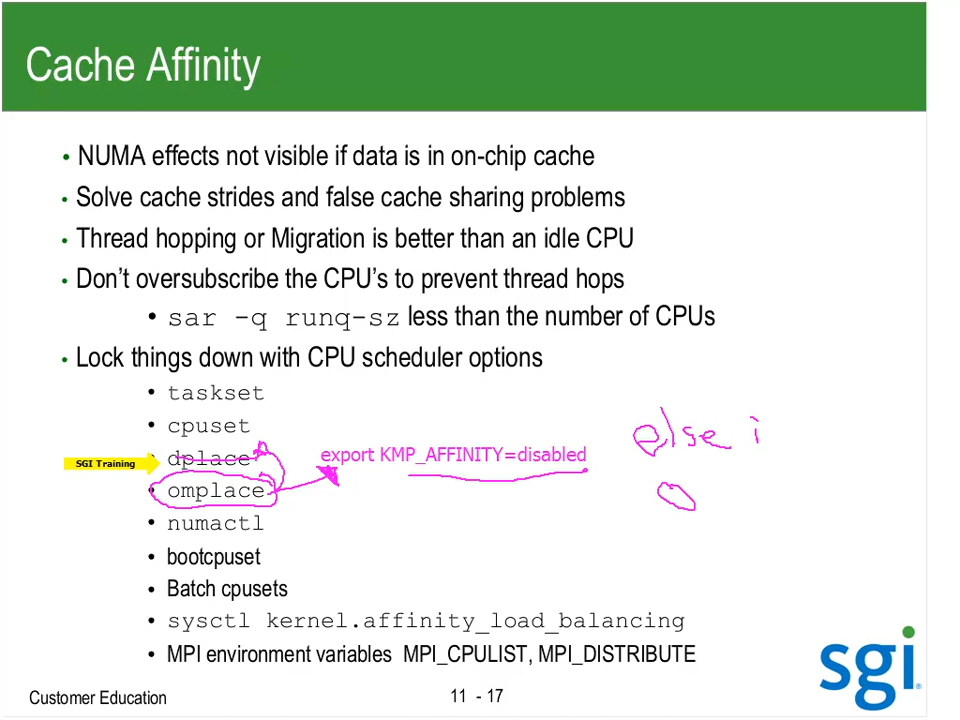 Cache Affinity
• NUMA effects not visible if data is in on-chip cache
• Solve cache strides and false cache sharing problems
• Thread hopping or Migration is better than an idle CPU
• Don't oversubscribe the CPU's to prevent thread hops
• sar -q runq-sz less than the number of CPUs
• Lock things down with CPU scheduler options
• taskset
• cpuset
SGI Training • dplace export KMP_AFFINITY=disabled else i
• omplace
• numactl
• bootcpuset
• Batch cpusets
• sysctl kernel.affinity_load_balancing
• MPI environment variables MPI_CPULIST, MPI_DISTRIBUTE
sgi
Customer Education 11 - 17